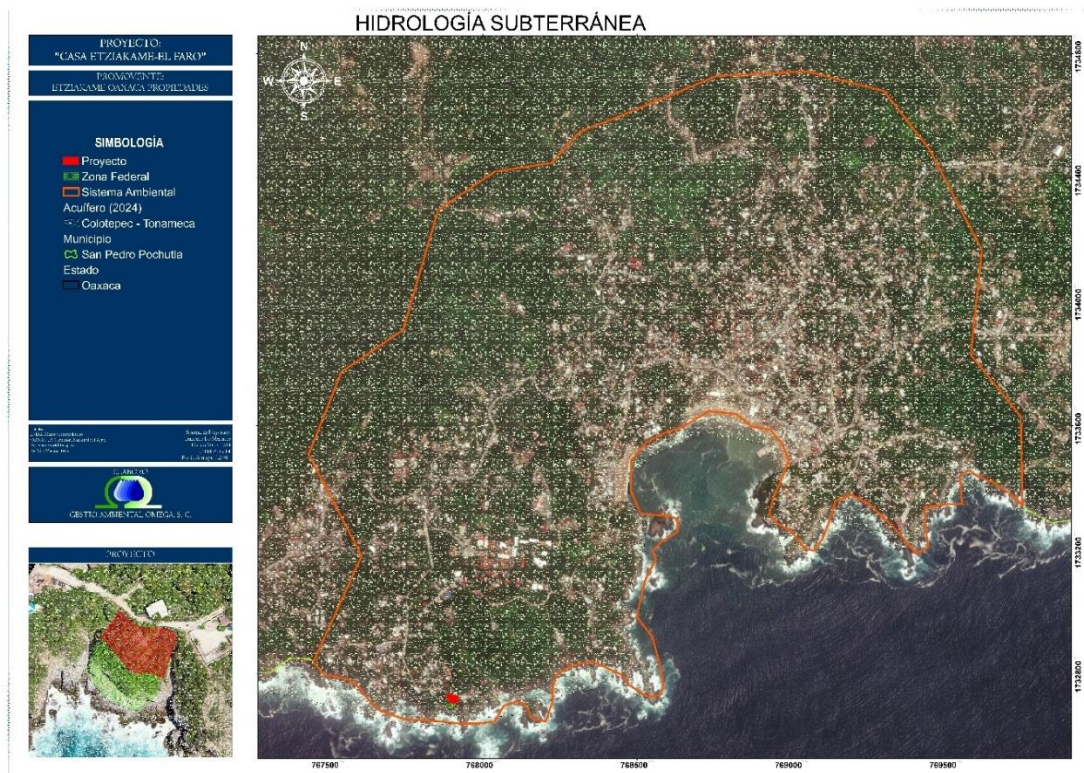 HIDROLOGÍA SUBTERRÁNEA
PROYECTO:
"CASA ETZIAKAME-EL FARO"
PROMOVENTE:
ETZIAKAME OAXACA PROPIEDADES
SIMBOLOGÍA
Proyecto
Zona Federal
Sistema Ambiental
Acuífero (2024)
Colotepec - Tonameca
Municipio
San Pedro Pochutla
Estado
Oaxaca
GESTIÓ AMBIENTAL OMEGA, S. C.
PROYECTO
N
W
E
S
1734800
1734400
1734000
1733600
1733200
1732800
767500
768000
768500
769000
769500